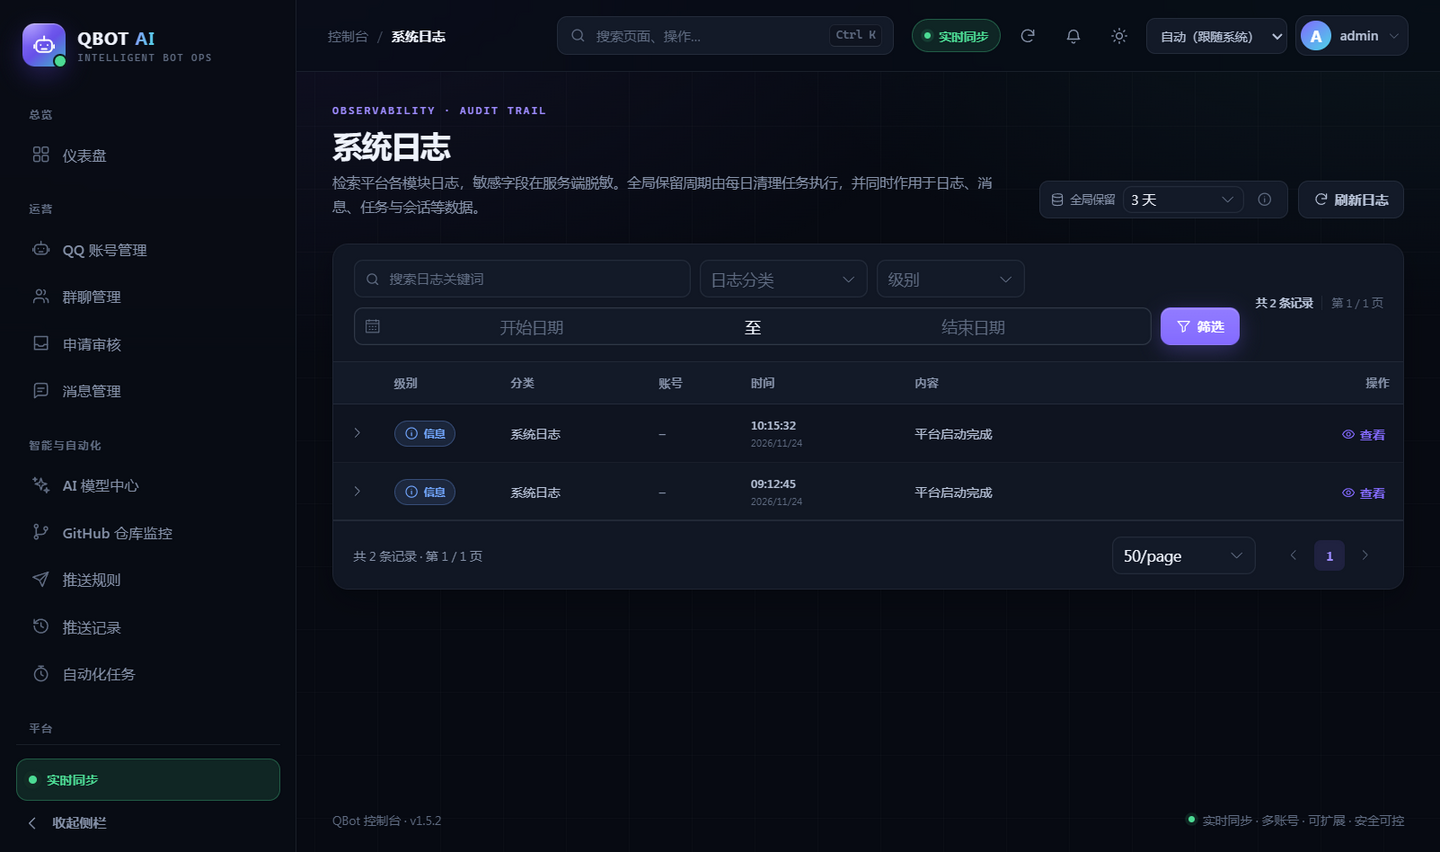 QBOT AI
INTELLIGENT BOT OPS
总览
仪表盘
运营
QQ 账号管理
群聊管理
申请审核
消息管理
智能与自动化
AI 模型中心
GitHub 仓库监控
推送规则
推送记录
自动化任务
平台
实时同步
收起侧栏
控制台 / 系统日志
搜索页面、操作... Ctrl K
实时同步
自动（跟随系统）
A admin
OBSERVABILITY · AUDIT TRAIL
系统日志
检索平台各模块日志，敏感字段在服务端脱敏。全局保留周期由每日清理任务执行，并同时作用于日志、消
息、任务与会话等数据。
全局保留 3 天
刷新日志
搜索日志关键词 日志分类 级别
开始日期 至 结束日期
筛选
共 2 条记录 第 1 / 1 页
级别 分类 账号 时间 内容 操作
信息 系统日志 – 10:15:32 平台启动完成 查看
2026/11/24
信息 系统日志 – 09:12:45 平台启动完成 查看
2026/11/24
共 2 条记录 · 第 1 / 1 页 50/page 1
QBot 控制台 · v1.5.2
实时同步 · 多账号 · 可扩展 · 安全可控